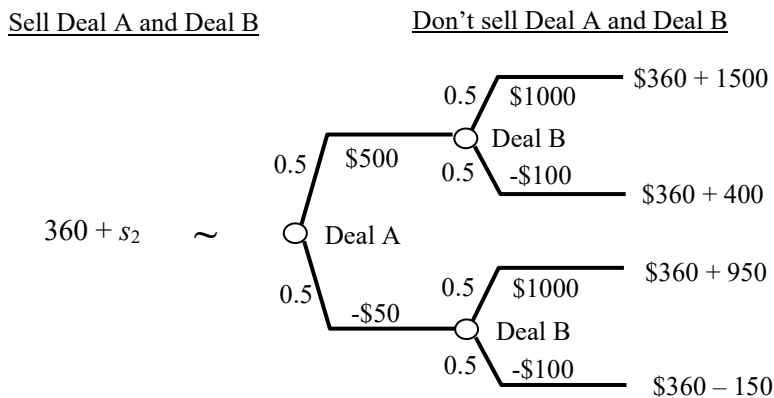 Sell Deal A and Deal B
Don't sell Deal A and Deal B
$360 + 1500
0.5 $1000
Deal B
0.5 $500
0.5 -$100
$360 + 400
360 + s₂ ~
Deal A
$360 + 950
0.5
0.5 $1000
-$50
Deal B
0.5 -$100
$360 – 150